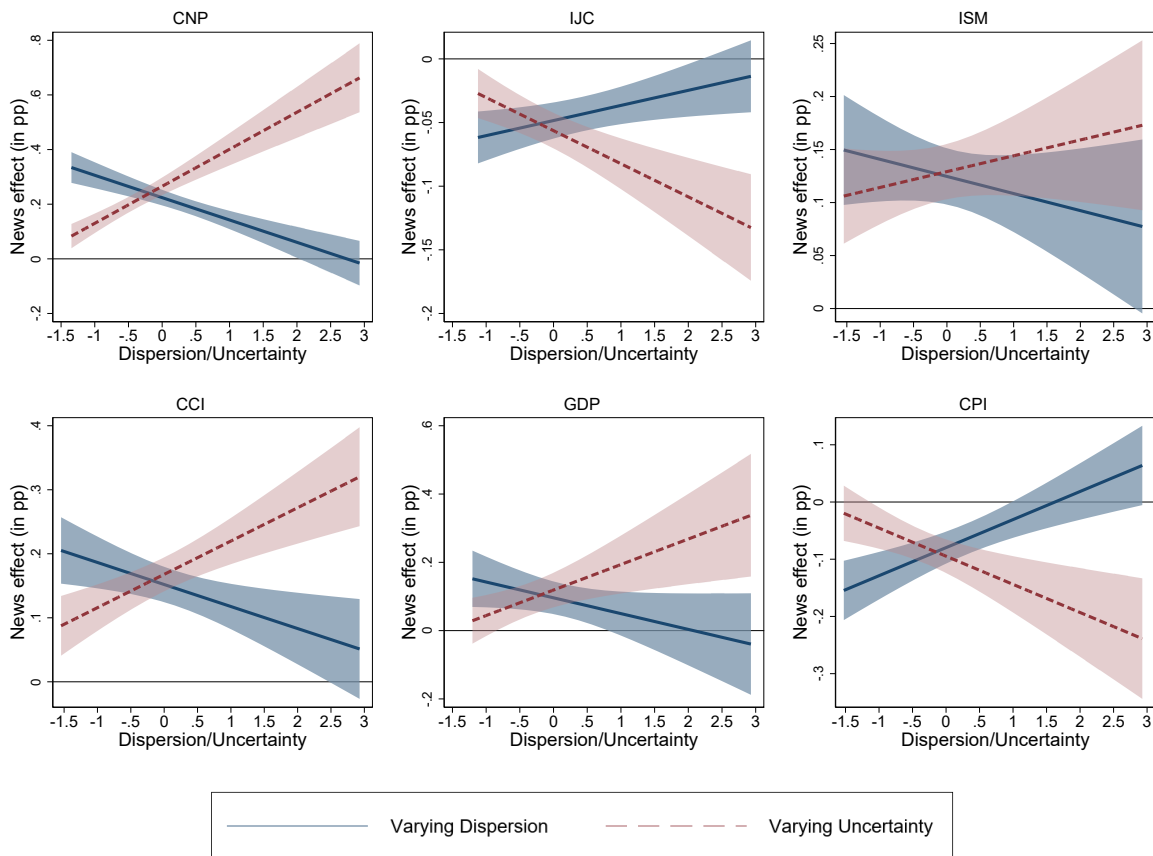 CNP
IJC
ISM
News effect (in pp)
.8
.6
.4
.2
0
-.2
-1.5 -1 -.5 0 .5 1 1.5 2 2.5 3
Dispersion/Uncertainty
News effect (in pp)
0
-.05
-.1
-.15
-.2
-1.5 -1 -.5 0 .5 1 1.5 2 2.5 3
Dispersion/Uncertainty
News effect (in pp)
.25
.2
.15
.1
.05
0
-1.5 -1 -.5 0 .5 1 1.5 2 2.5 3
Dispersion/Uncertainty
CCI
GDP
CPI
News effect (in pp)
.4
.3
.2
.1
0
-1.5 -1 -.5 0 .5 1 1.5 2 2.5 3
Dispersion/Uncertainty
News effect (in pp)
.6
.4
.2
0
-.2
-1.5 -1 -.5 0 .5 1 1.5 2 2.5 3
Dispersion/Uncertainty
News effect (in pp)
.1
0
-.1
-.2
-.3
-1.5 -1 -.5 0 .5 1 1.5 2 2.5 3
Dispersion/Uncertainty
Varying Dispersion
Varying Uncertainty